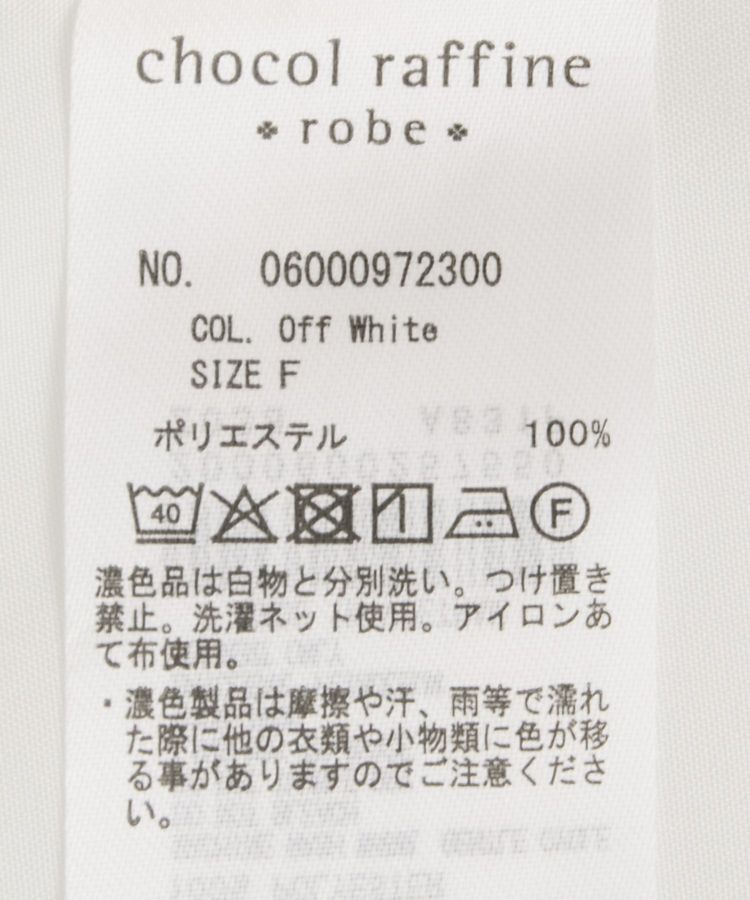 chocol raffine
robe
NO. 06000972300
COL. Off White
SIZE F
ポリエステル 100%
40 F
濃色品は白物と分別洗い。つけ置き
禁止。洗濯ネット使用。アイロンあ
て布使用。
・濃色製品は摩擦や汗、雨等で濡れ
た際に他の衣類や小物類に色が移
る事がありますのでご注意くださ
い。